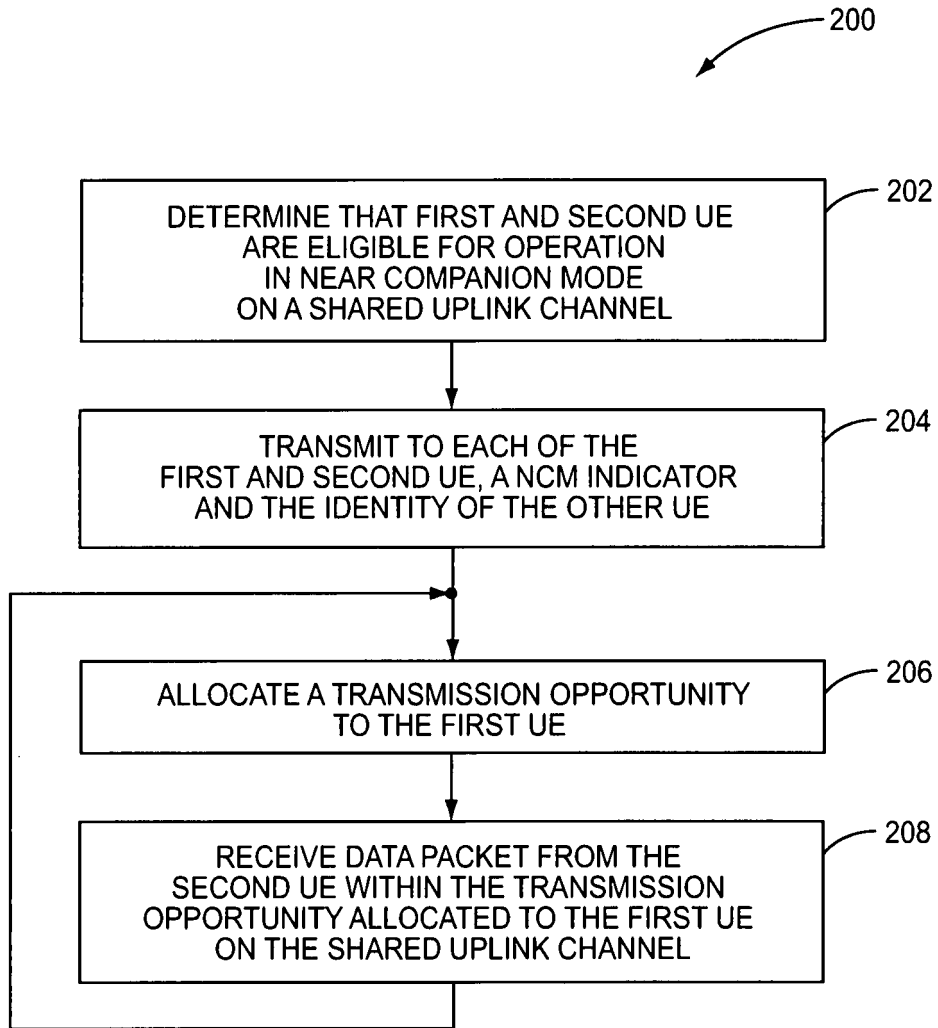 200
202
DETERMINE THAT FIRST AND SECOND UE
ARE ELIGIBLE FOR OPERATION
IN NEAR COMPANION MODE
ON A SHARED UPLINK CHANNEL
204
TRANSMIT TO EACH OF THE
FIRST AND SECOND UE, A NCM INDICATOR
AND THE IDENTITY OF THE OTHER UE
206
ALLOCATE A TRANSMISSION OPPORTUNITY
TO THE FIRST UE
208
RECEIVE DATA PACKET FROM THE
SECOND UE WITHIN THE TRANSMISSION
OPPORTUNITY ALLOCATED TO THE FIRST UE
ON THE SHARED UPLINK CHANNEL